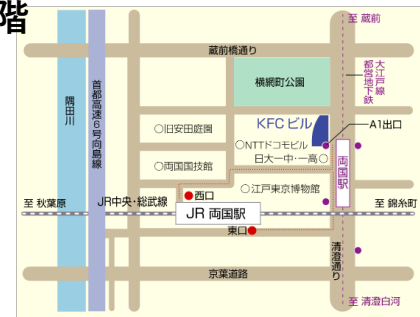 階
至 蔵前
蔵前橋通り
大江戸線
都営地下鉄
首都高速6号向島線
隅田川
横網町公園
KFC ビル
A1出口
○旧安田庭園
○NTTドコモビル
日大一中・一高○
○両国国技館
両国駅
○江戸東京博物館
西口
至 秋葉原
JR中央・総武線
JR 両国駅
至 錦糸町
東口
清澄通り
京葉道路
至 清澄白河